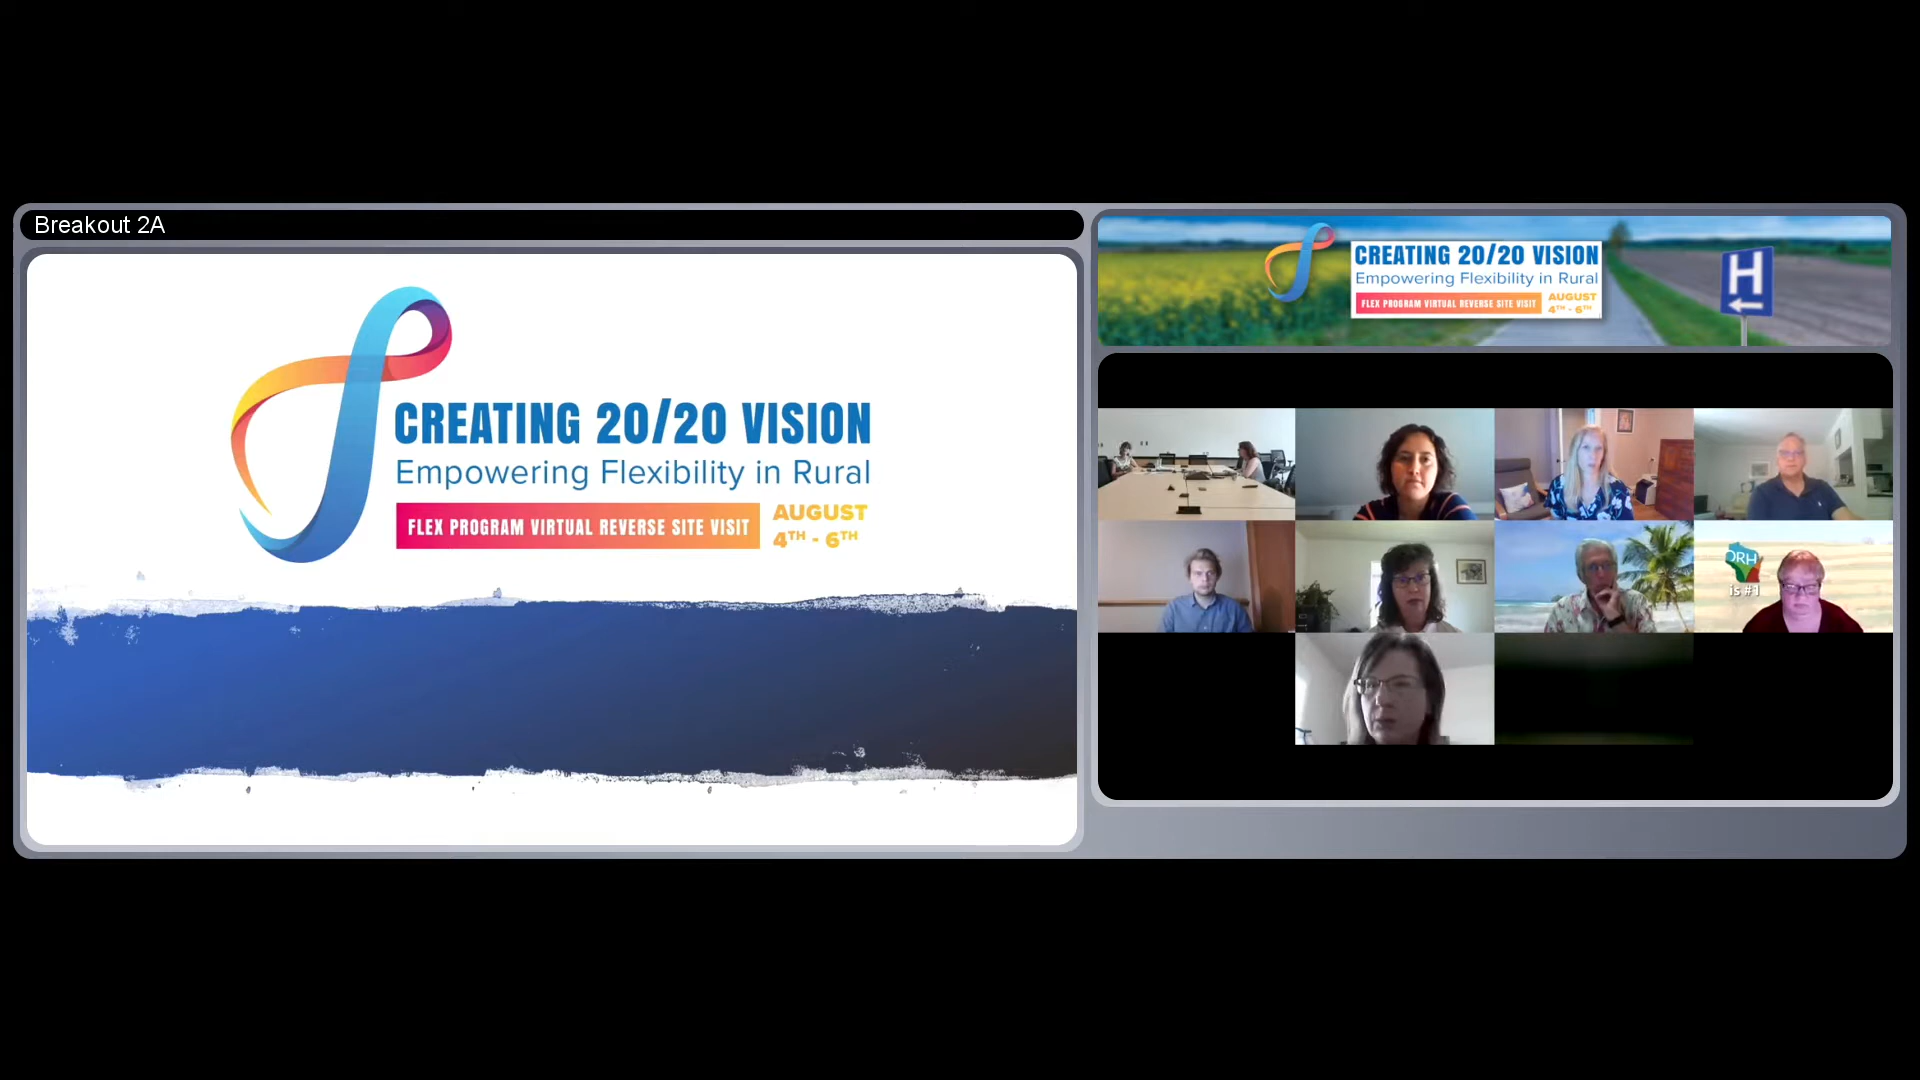 Breakout 2A
CREATING 20/20 VISION
Empowering Flexibility in Rural
FLEX PROGRAM VIRTUAL REVERSE SITE VISIT
AUGUST
4TH - 6TH
CREATING 20/20 VISION
Empowering Flexibility in Rural
FLEX PROGRAM VIRTUAL REVERSE SITE VISIT
AUGUST
4TH - 6TH
H
ORH
is #1